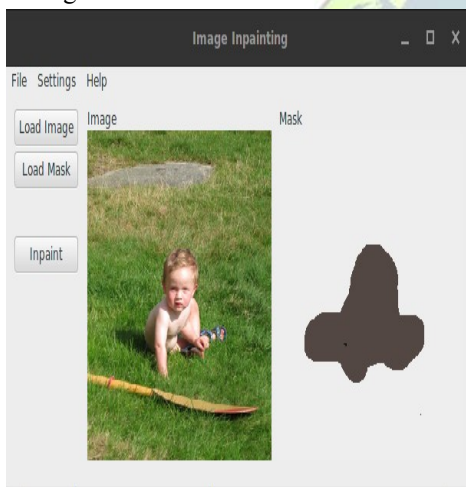 Image Inpainting
File Settings Help
Load Image
Image
Mask
Load Mask
Inpaint